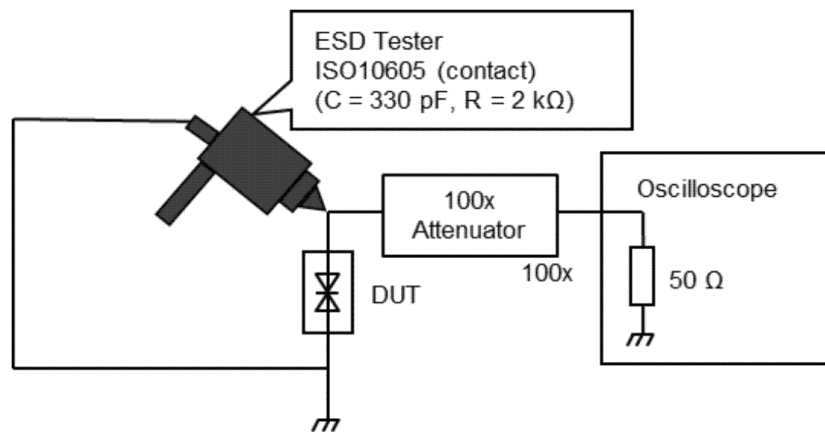 ESD Tester
ISO10605 (contact)
(C = 330 pF, R = 2 kΩ)
100x
Attenuator
100x
Oscilloscope
50 Ω
DUT